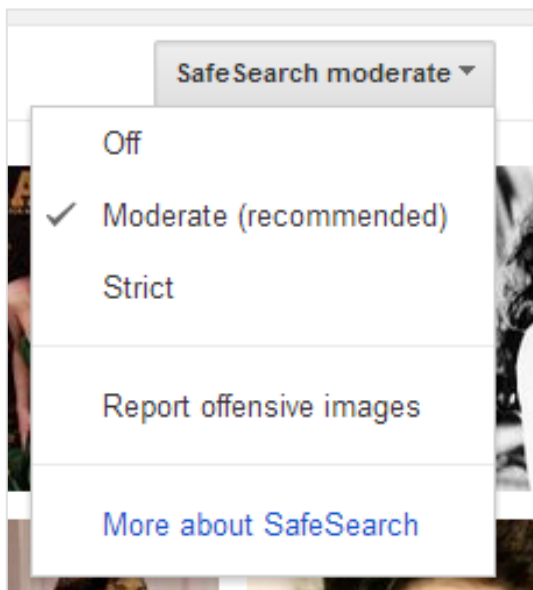 SafeSearch moderate
Off
Moderate (recommended)
Strict
Report offensive images
More about SafeSearch